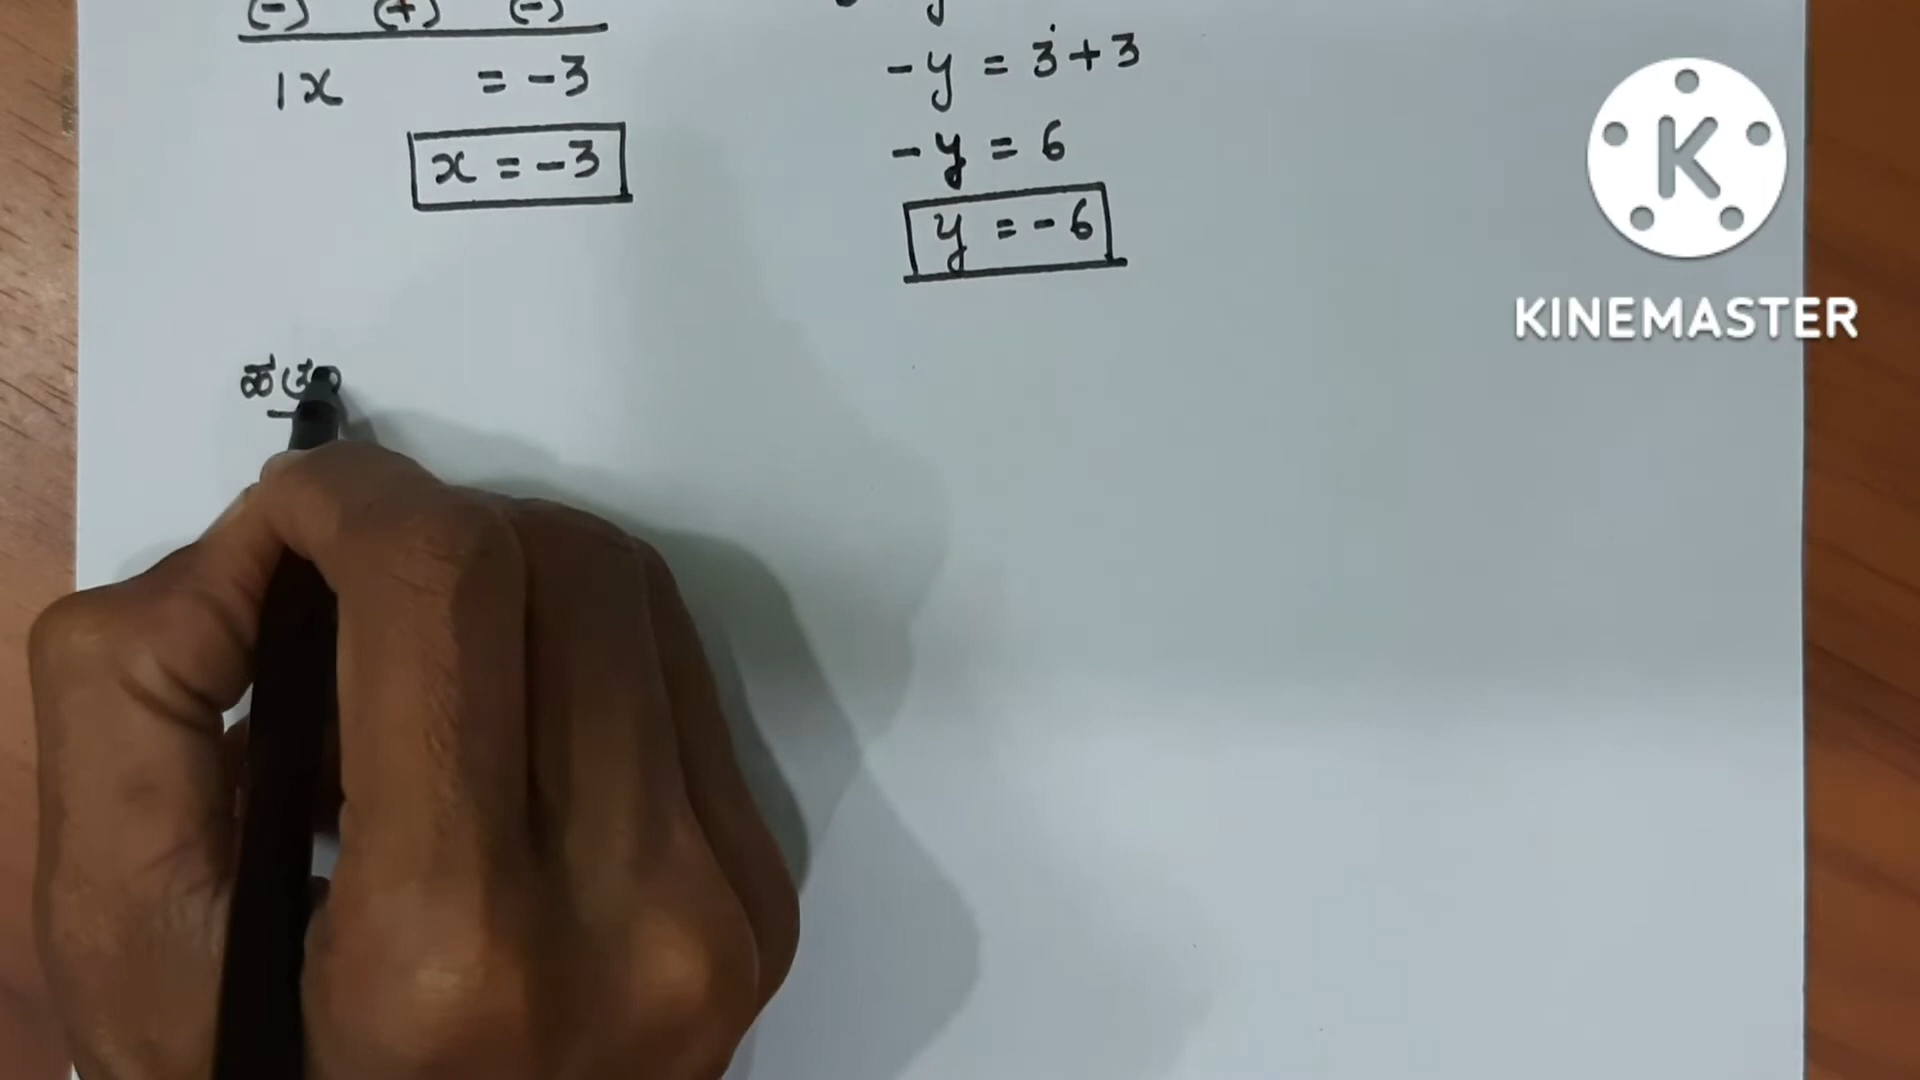 (-) (+) (-)
1x = -3
x = -3
-y = 3+3
-y = 6
y = -6
KINEMASTER